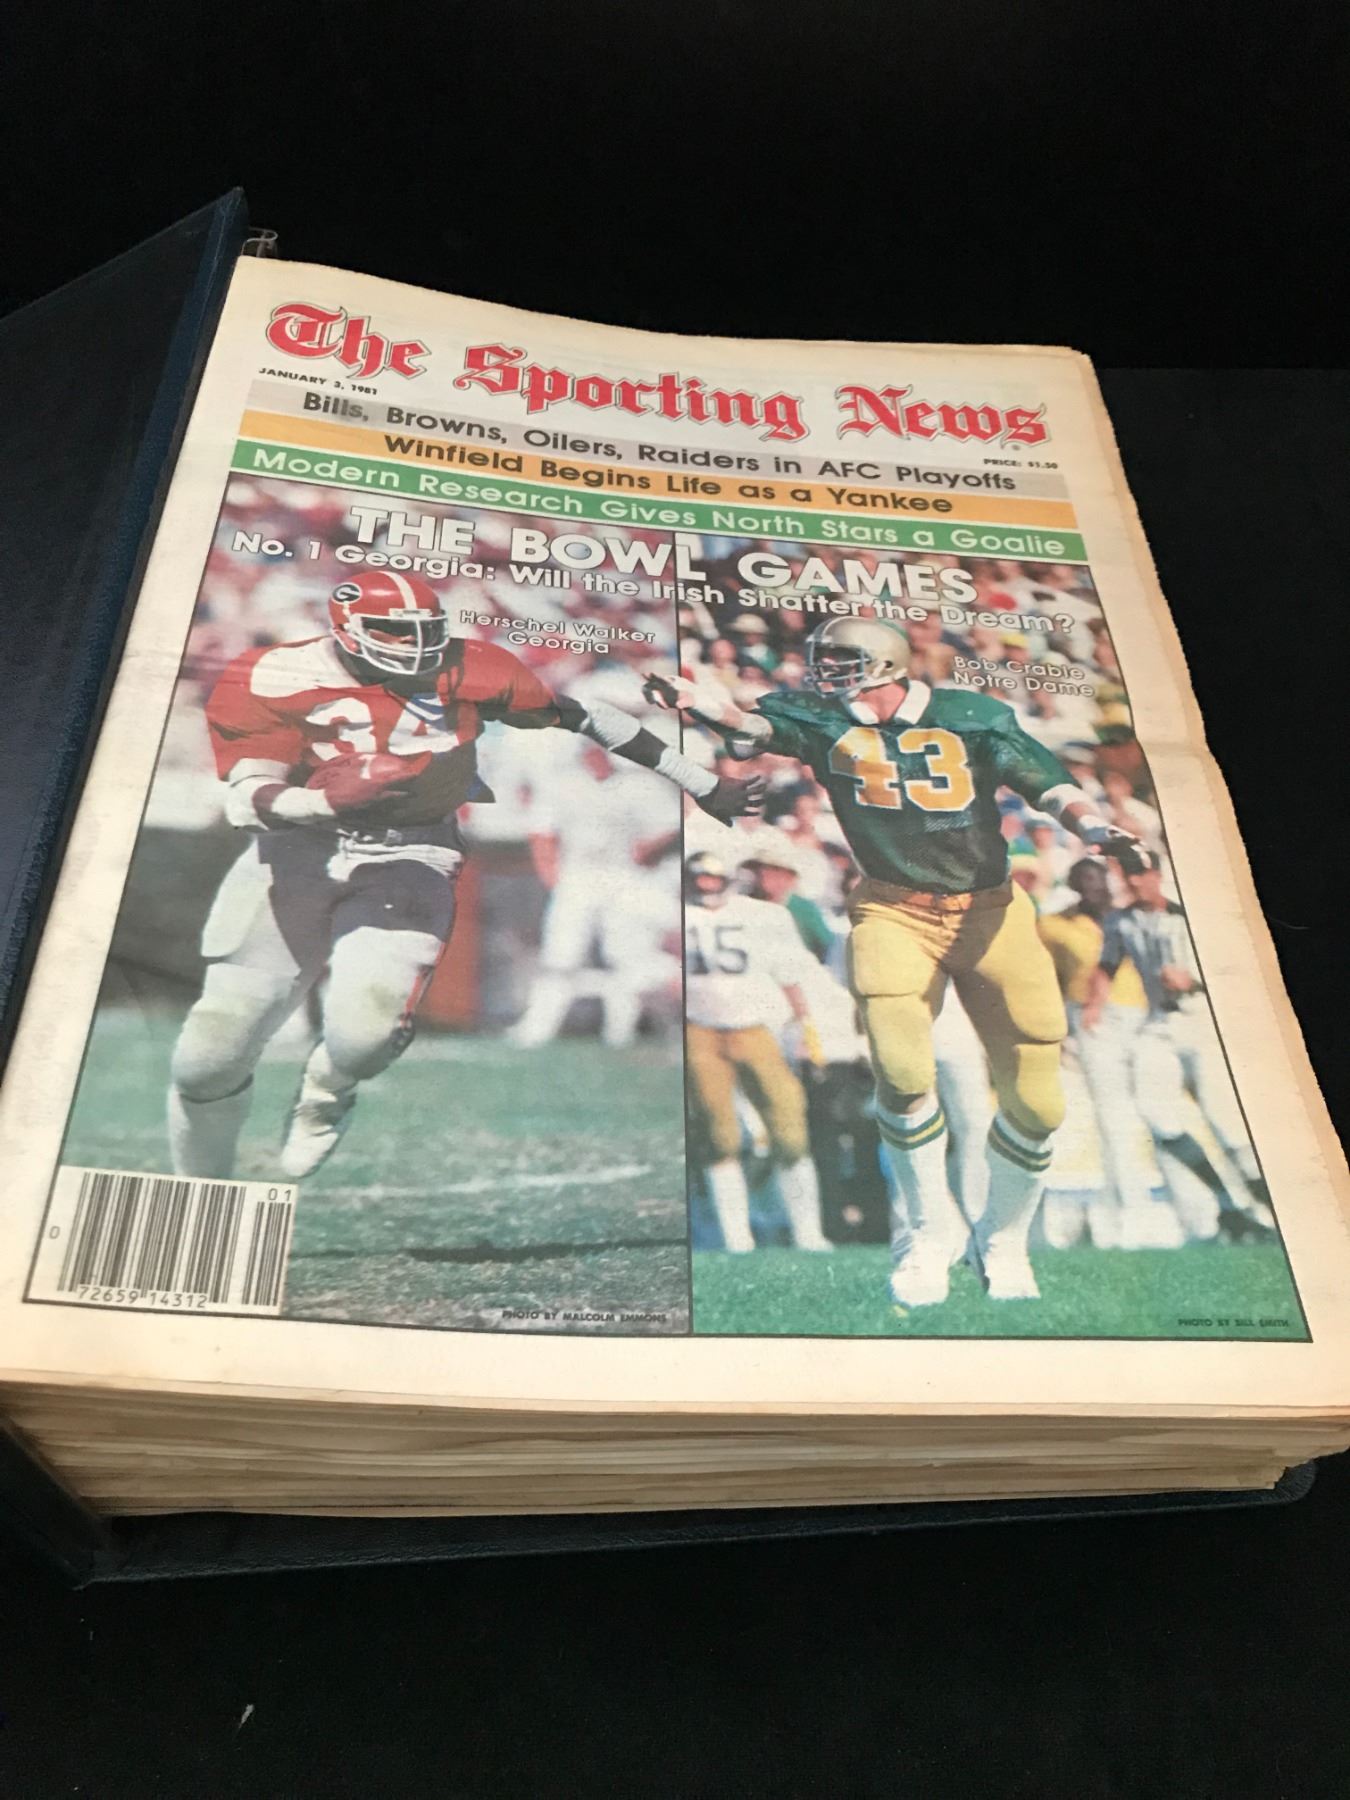 The Sporting News
JANUARY 3, 1981
PRICE: $1.50
Bills, Browns, Oilers, Raiders in AFC Playoffs
Winfield Begins Life as a Yankee
Modern Research Gives North Stars a Goalie
THE BOWL GAMES
No. 1 Georgia: Will the Irish Shatter the Dream?
Herschel Walker
Georgia
Bob Crable
Notre Dame
G
34
43
15
01
0
72659 14312
PHOTO BY MALCOLM EMMONS
PHOTO BY BILL SMITH